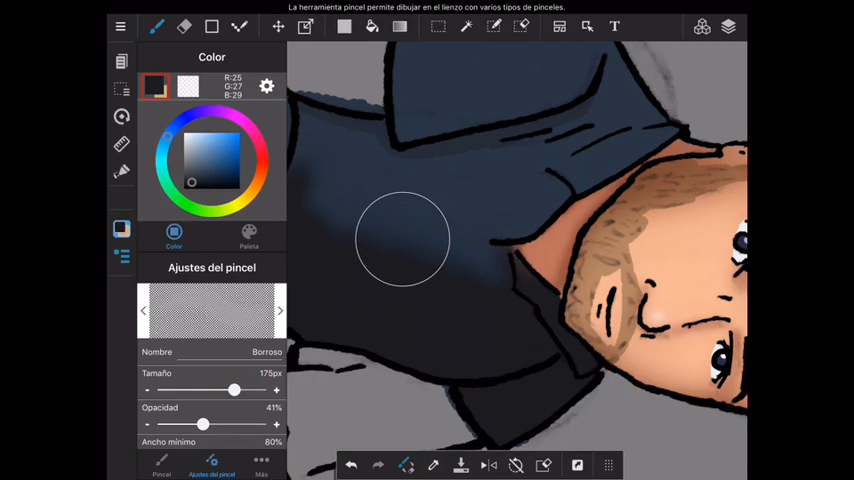 La herramienta pincel permite dibujar en el lienzo con varios tipos de pinceles.
T
Color
R:25
G:27
B:29
Color
Paleta
Ajustes del pincel
Nombre Borroso
Tamaño 175px
- +
Opacidad 41%
- +
Ancho mínimo 80%
Pincel Ajustes del pincel Más